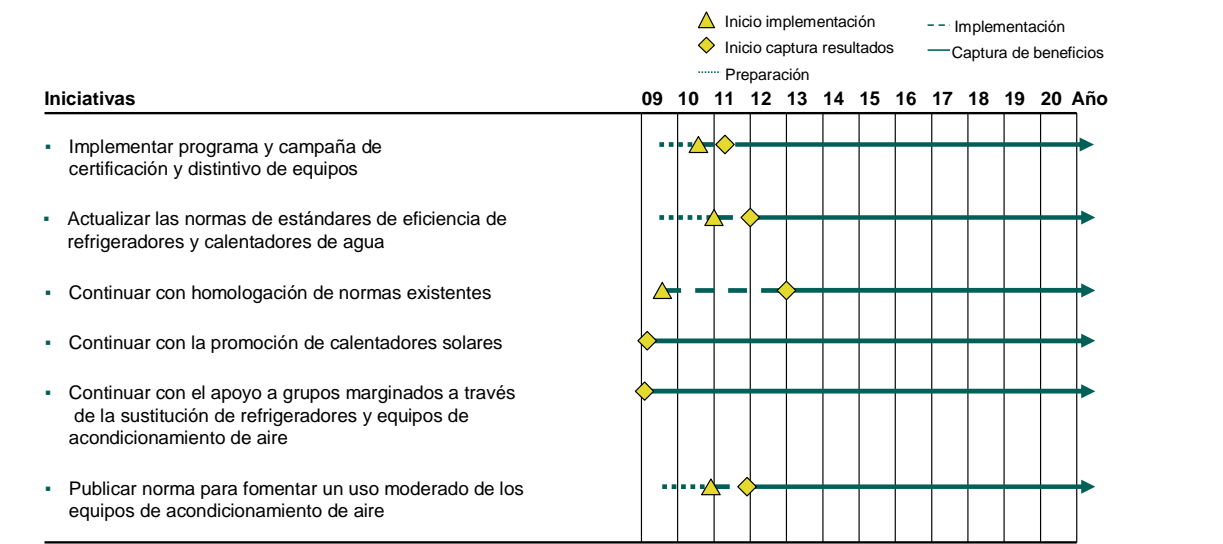 Inicio implementación
Implementación
Inicio captura resultados
Captura de beneficios
Preparación
Iniciativas 09 10 11 12 13 14 15 16 17 18 19 20 Año
▪ Implementar programa y campaña de
certificación y distintivo de equipos
▪ Actualizar las normas de estándares de eficiencia de
refrigeradores y calentadores de agua
▪ Continuar con homologación de normas existentes
▪ Continuar con la promoción de calentadores solares
▪ Continuar con el apoyo a grupos marginados a través
de la sustitución de refrigeradores y equipos de
acondicionamiento de aire
▪ Publicar norma para fomentar un uso moderado de los
equipos de acondicionamiento de aire